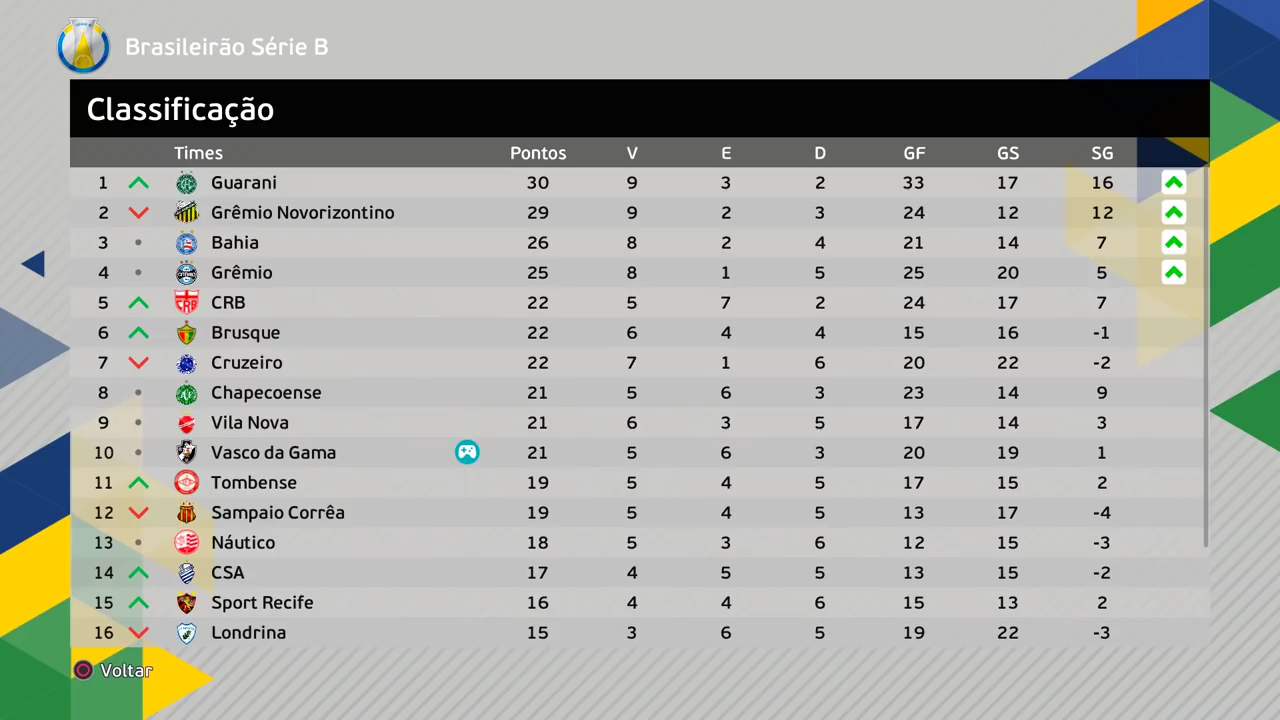 Brasileirão Série B
Classificação
Times Pontos V E D GF GS SG
1 Guarani 30 9 3 2 33 17 16
2 Grêmio Novorizontino 29 9 2 3 24 12 12
3 Bahia 26 8 2 4 21 14 7
4 Grêmio 25 8 1 5 25 20 5
5 CRB 22 5 7 2 24 17 7
6 Brusque 22 6 4 4 15 16 -1
7 Cruzeiro 22 7 1 6 20 22 -2
8 Chapecoense 21 5 6 3 23 14 9
9 Vila Nova 21 6 3 5 17 14 3
10 Vasco da Gama 21 5 6 3 20 19 1
11 Tombense 19 5 4 5 17 15 2
12 Sampaio Corrêa 19 5 4 5 13 17 -4
13 Náutico 18 5 3 6 12 15 -3
14 CSA 17 4 5 5 13 15 -2
15 Sport Recife 16 4 4 6 15 13 2
16 Londrina 15 3 6 5 19 22 -3
Voltar